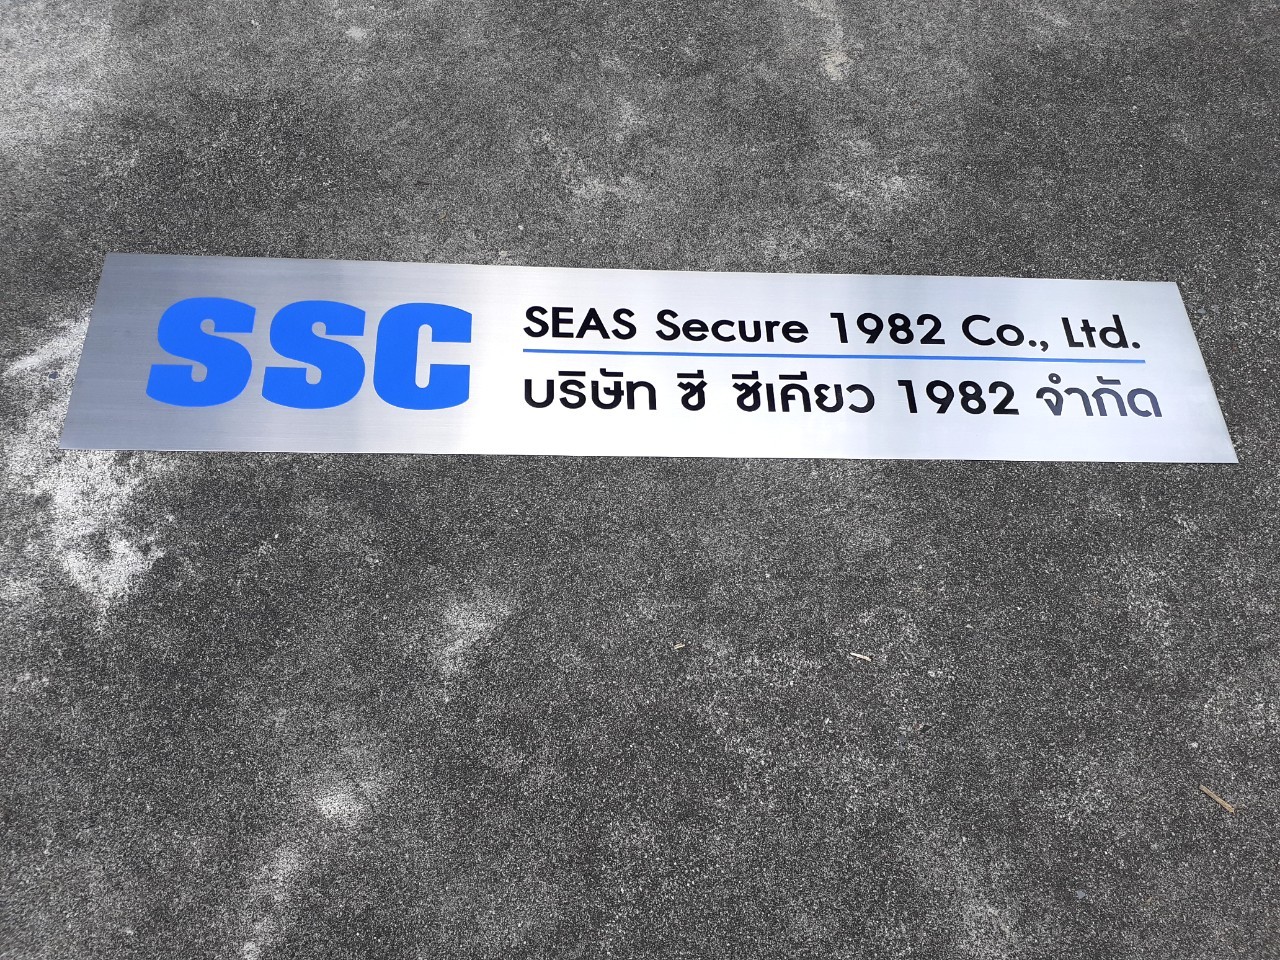 SSC
SEAS Secure 1982 Co., Ltd.
บริษัท ซี ซีเคียว 1982 จำกัด